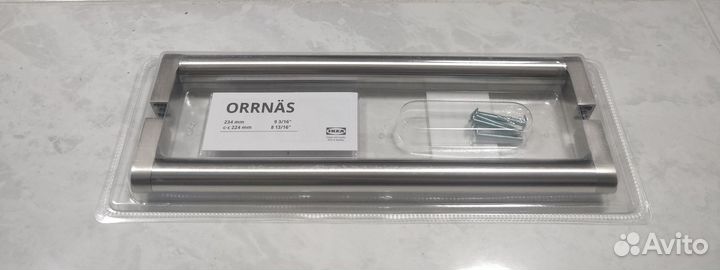 ORRNÄS
234 mm 9 3/16"
c-c 224 mm 8 13/16"
IKEA
Avito